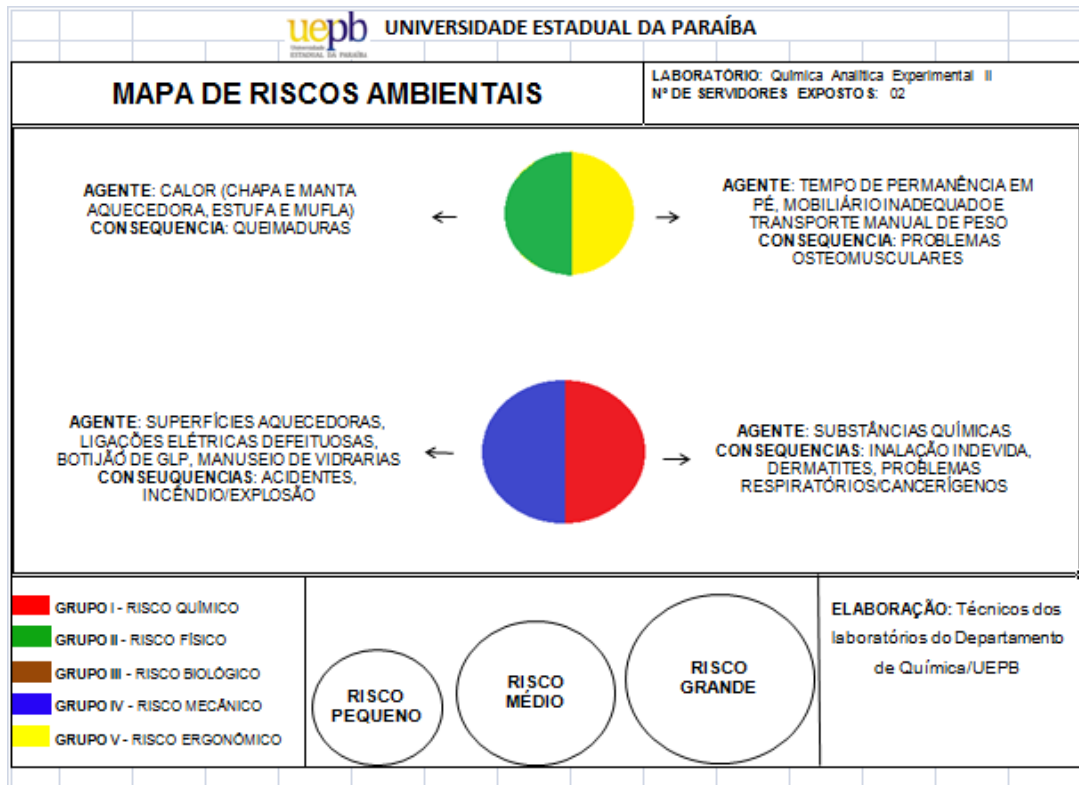 uepb
Universidade
ESTADUAL DA PARAÍBA
UNIVERSIDADE ESTADUAL DA PARAÍBA
MAPA DE RISCOS AMBIENTAIS
LABORATÓRIO: Química Analítica Experimental II
Nº DE SERVIDORES EXPOSTOS: 02
AGENTE: CALOR (CHAPA E MANTA
AQUECEDORA, ESTUFA E MUFLA)
CONSEQUENCIA: QUEIMADURAS
AGENTE: TEMPO DE PERMANÊNCIA EM
PÉ, MOBILIÁRIO INADEQUADO E
TRANSPORTE MANUAL DE PESO
CONSEQUENCIA: PROBLEMAS
OSTEOMUSCULARES
AGENTE: SUPERFÍCIES AQUECEDORAS,
LIGAÇÕES ELÉTRICAS DEFEITUOSAS,
BOTIJÃO DE GLP, MANUSEIO DE VIDRARIAS
CONSEUQUENCIAS: ACIDENTES,
INCÊNDIO/EXPLOSÃO
AGENTE: SUBSTÂNCIAS QUÍMICAS
CONSEQUENCIAS: INALAÇÃO INDEVIDA,
DERMATITES, PROBLEMAS
RESPIRATÓRIOS/CANCERÍGENOS
GRUPO I - RISCO QUÍMICO
GRUPO II - RISCO FÍSICO
GRUPO III - RISCO BIOLÓGICO
GRUPO IV - RISCO MECÂNICO
GRUPO V - RISCO ERGONÔMICO
RISCO
PEQUENO
RISCO
MÉDIO
RISCO
GRANDE
ELABORAÇÃO: Técnicos dos
laboratórios do Departamento
de Química/UEPB